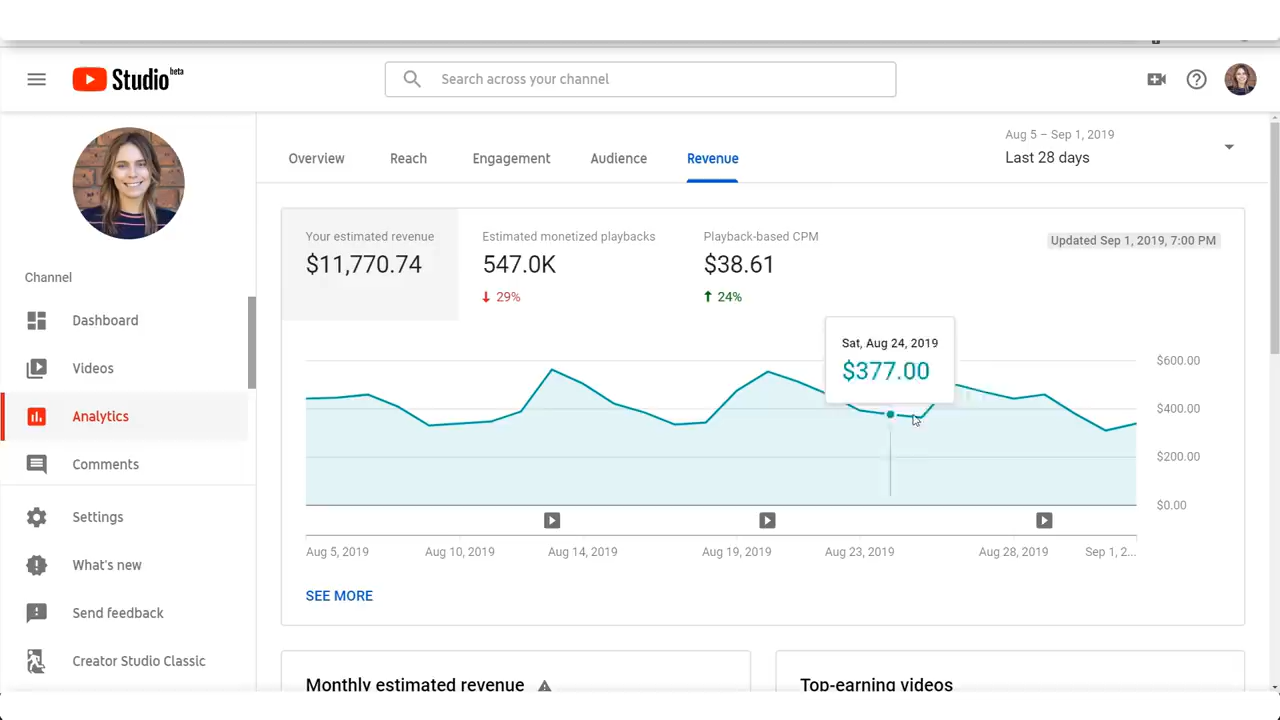 Studio beta
Search across your channel
Channel
Dashboard
Videos
Analytics
Comments
Settings
What's new
Send feedback
Creator Studio Classic
Overview
Reach
Engagement
Audience
Revenue
Aug 5 – Sep 1, 2019
Last 28 days
Your estimated revenue
$11,770.74
Estimated monetized playbacks
547.0K
29%
Playback-based CPM
$38.61
24%
Updated Sep 1, 2019, 7:00 PM
Sat, Aug 24, 2019
$377.00
$600.00
$400.00
$200.00
$0.00
Aug 5, 2019
Aug 10, 2019
Aug 14, 2019
Aug 19, 2019
Aug 23, 2019
Aug 28, 2019
Sep 1, 2...
SEE MORE
Monthly estimated revenue
Top-earning videos